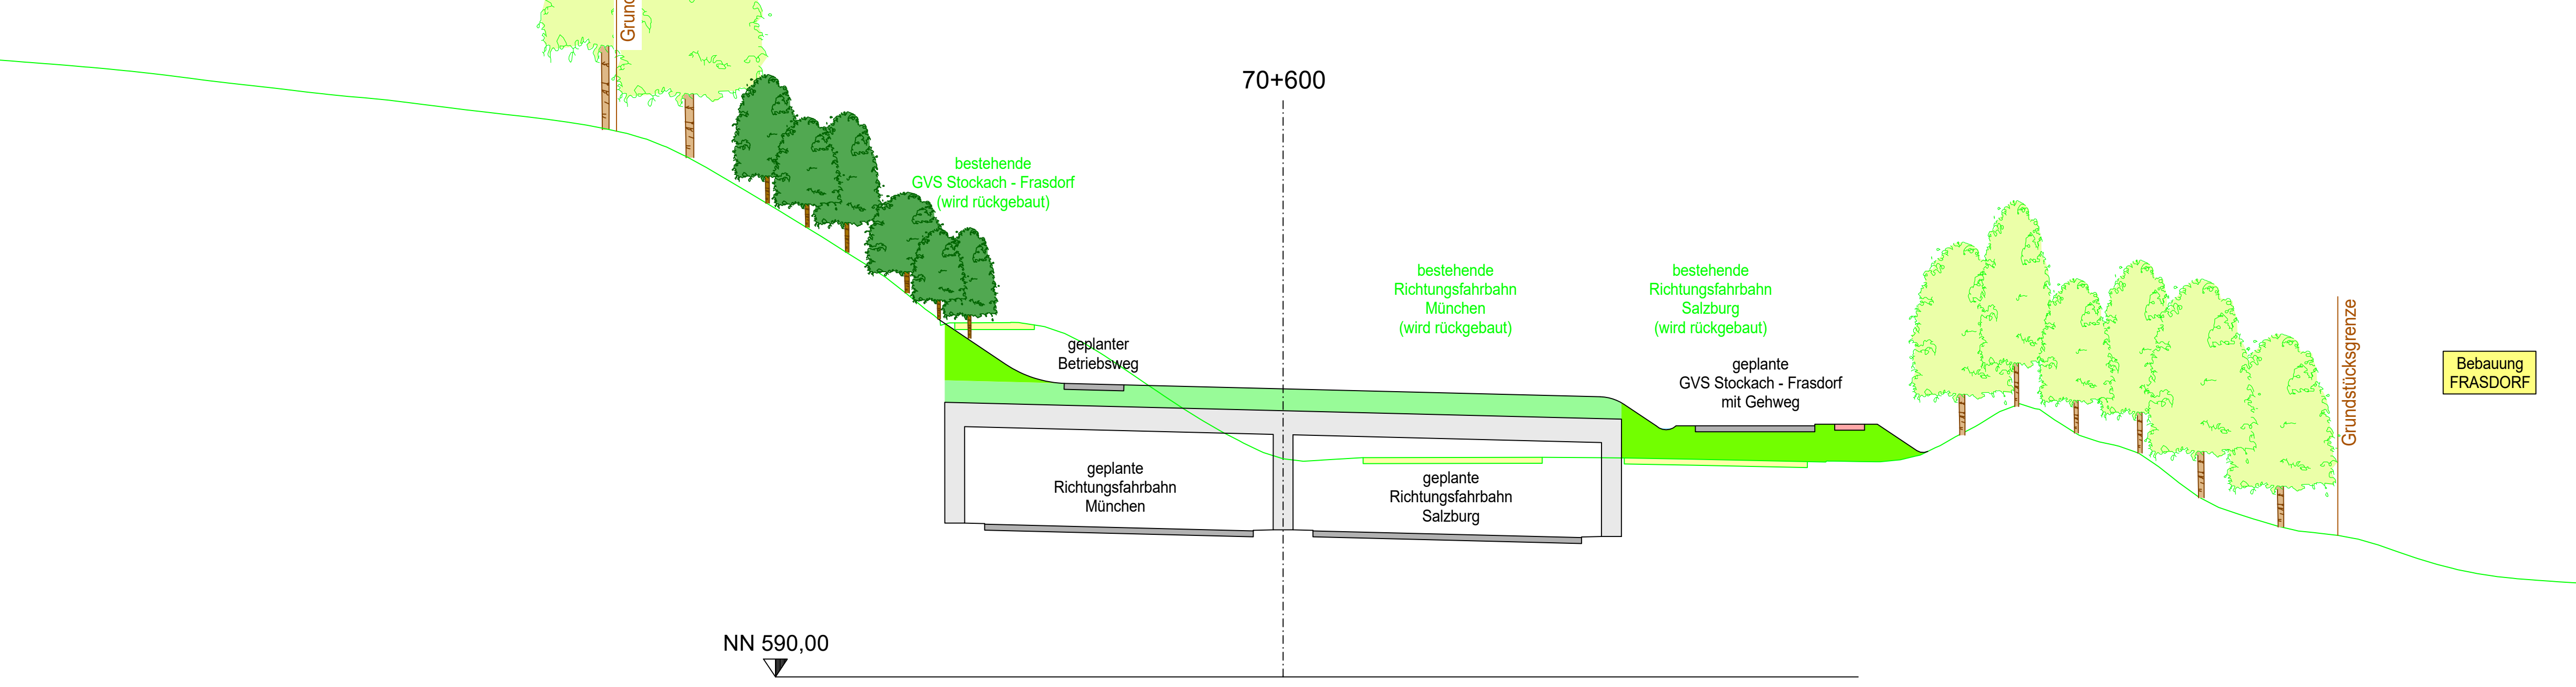 Grund
70+600
bestehende
GVS Stockach - Frasdorf
(wird rückgebaut)
bestehende
Richtungsfahrbahn
München
(wird rückgebaut)
bestehende
Richtungsfahrbahn
Salzburg
(wird rückgebaut)
geplanter
Betriebsweg
geplante
GVS Stockach - Frasdorf
mit Gehweg
Grundstücksgrenze
Bebauung
FRASDORF
geplante
Richtungsfahrbahn
München
geplante
Richtungsfahrbahn
Salzburg
NN 590,00